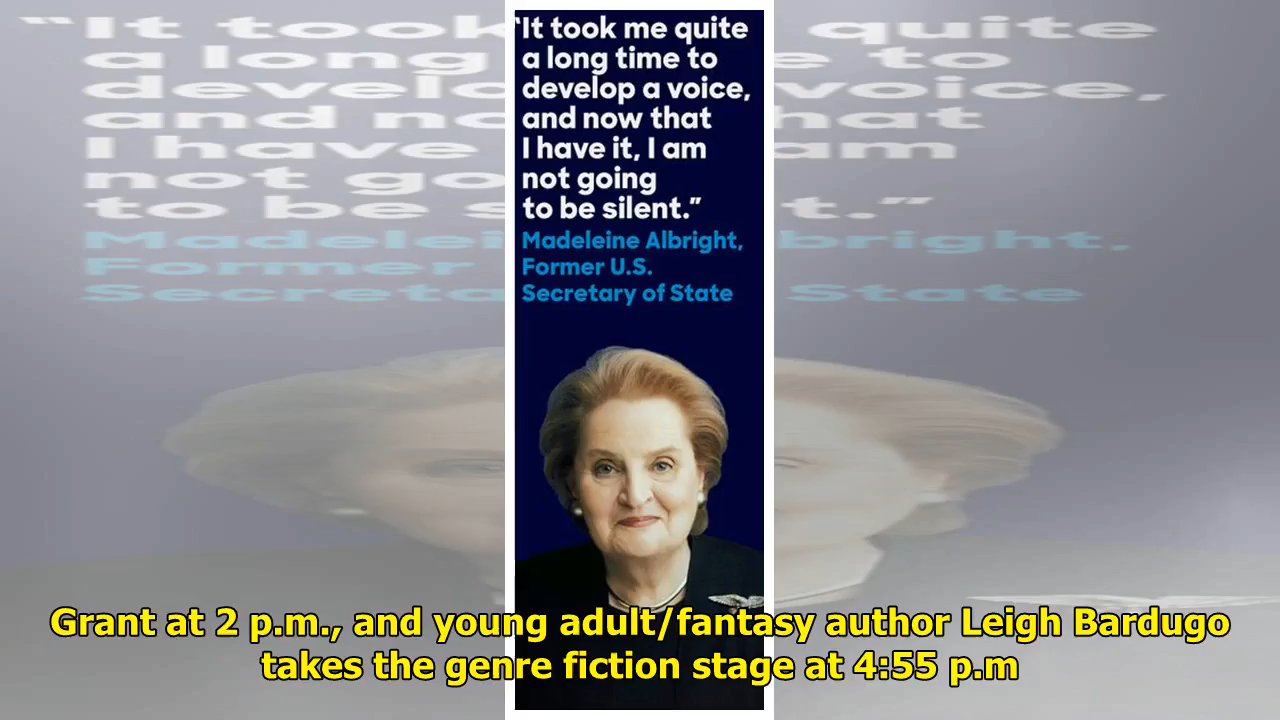 “It took me quite
a long time to
develop a voice,
and now that
I have it, I am
not going
to be silent.”
Madeleine Albright,
Former U.S.
Secretary of State
Grant at 2 p.m., and young adult/fantasy author Leigh Bardugo
takes the genre fiction stage at 4:55 p.m